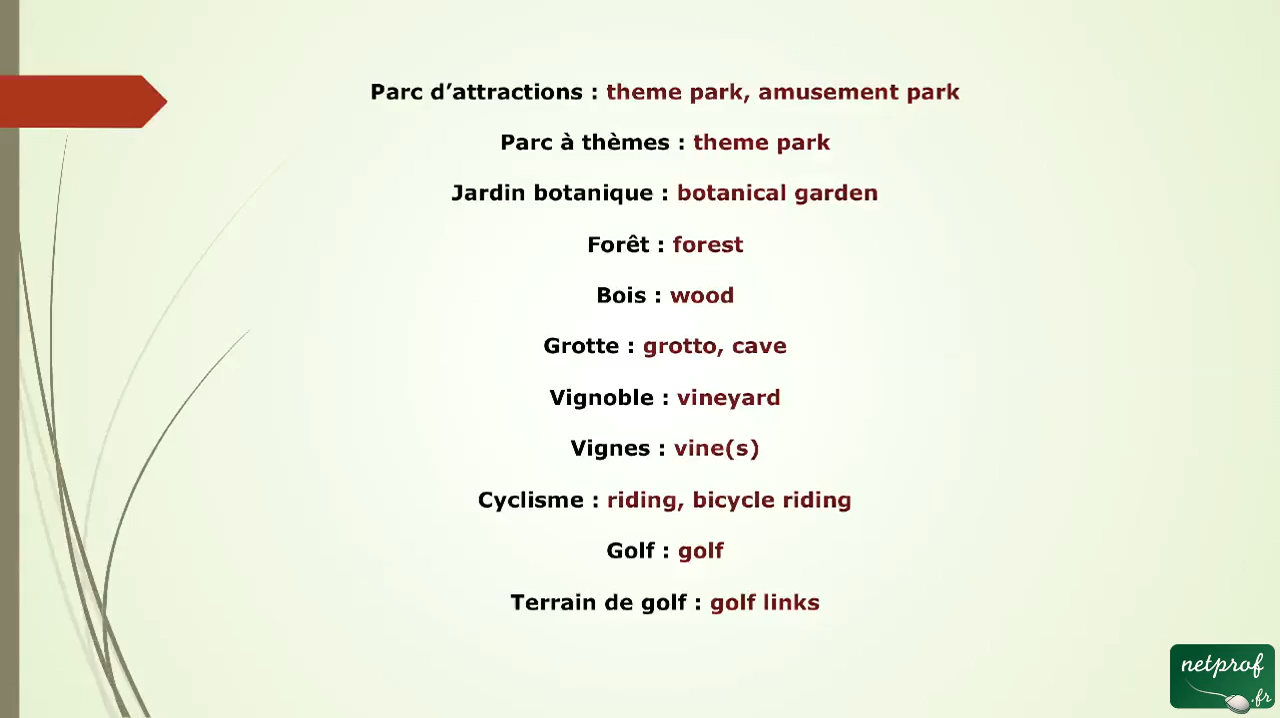 Parc d’attractions : theme park, amusement park
Parc à thèmes : theme park
Jardin botanique : botanical garden
Forêt : forest
Bois : wood
Grotte : grotto, cave
Vignoble : vineyard
Vignes : vine(s)
Cyclisme : riding, bicycle riding
Golf : golf
Terrain de golf : golf links
netprof
.fr